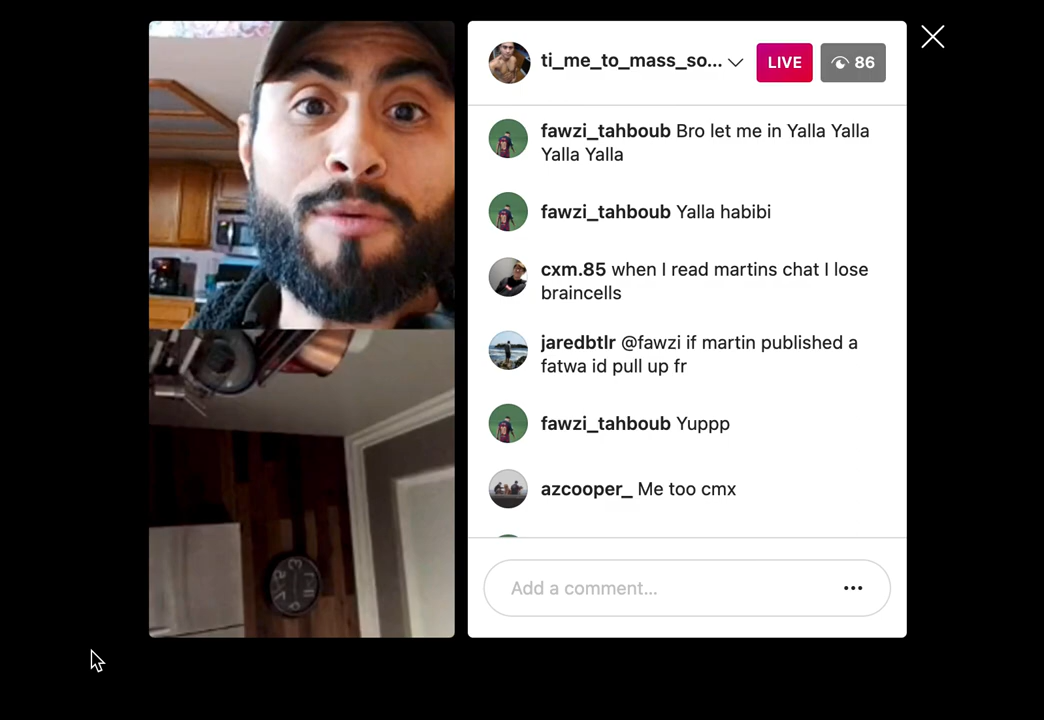 ti_me_to_mass_so...
LIVE
86
fawzi_tahboub Bro let me in Yalla Yalla
Yalla Yalla
fawzi_tahboub Yalla habibi
cxm.85 when I read martins chat I lose
braincells
jaredbtlr @fawzi if martin published a
fatwa id pull up fr
fawzi_tahboub Yuppp
azcooper_ Me too cmx
Add a comment...